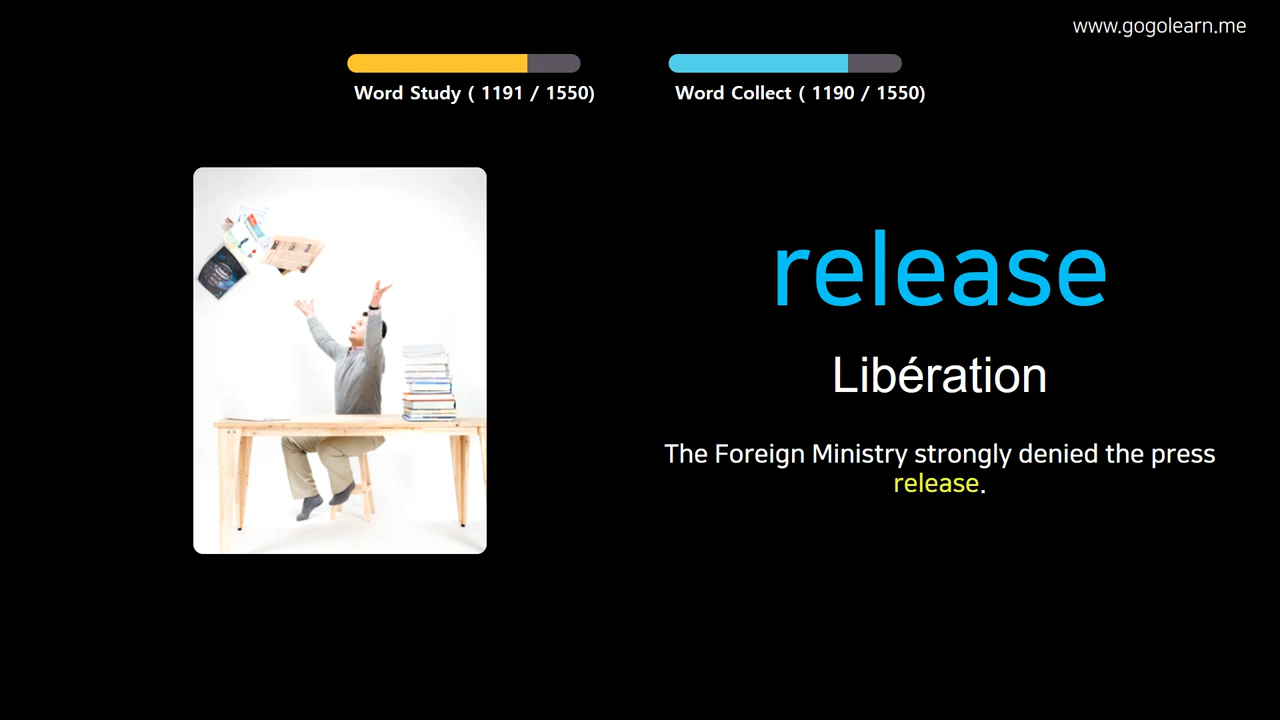 www.gogolearn.me
Word Study ( 1191 / 1550)
Word Collect ( 1190 / 1550)
release
Libération
The Foreign Ministry strongly denied the press
release.